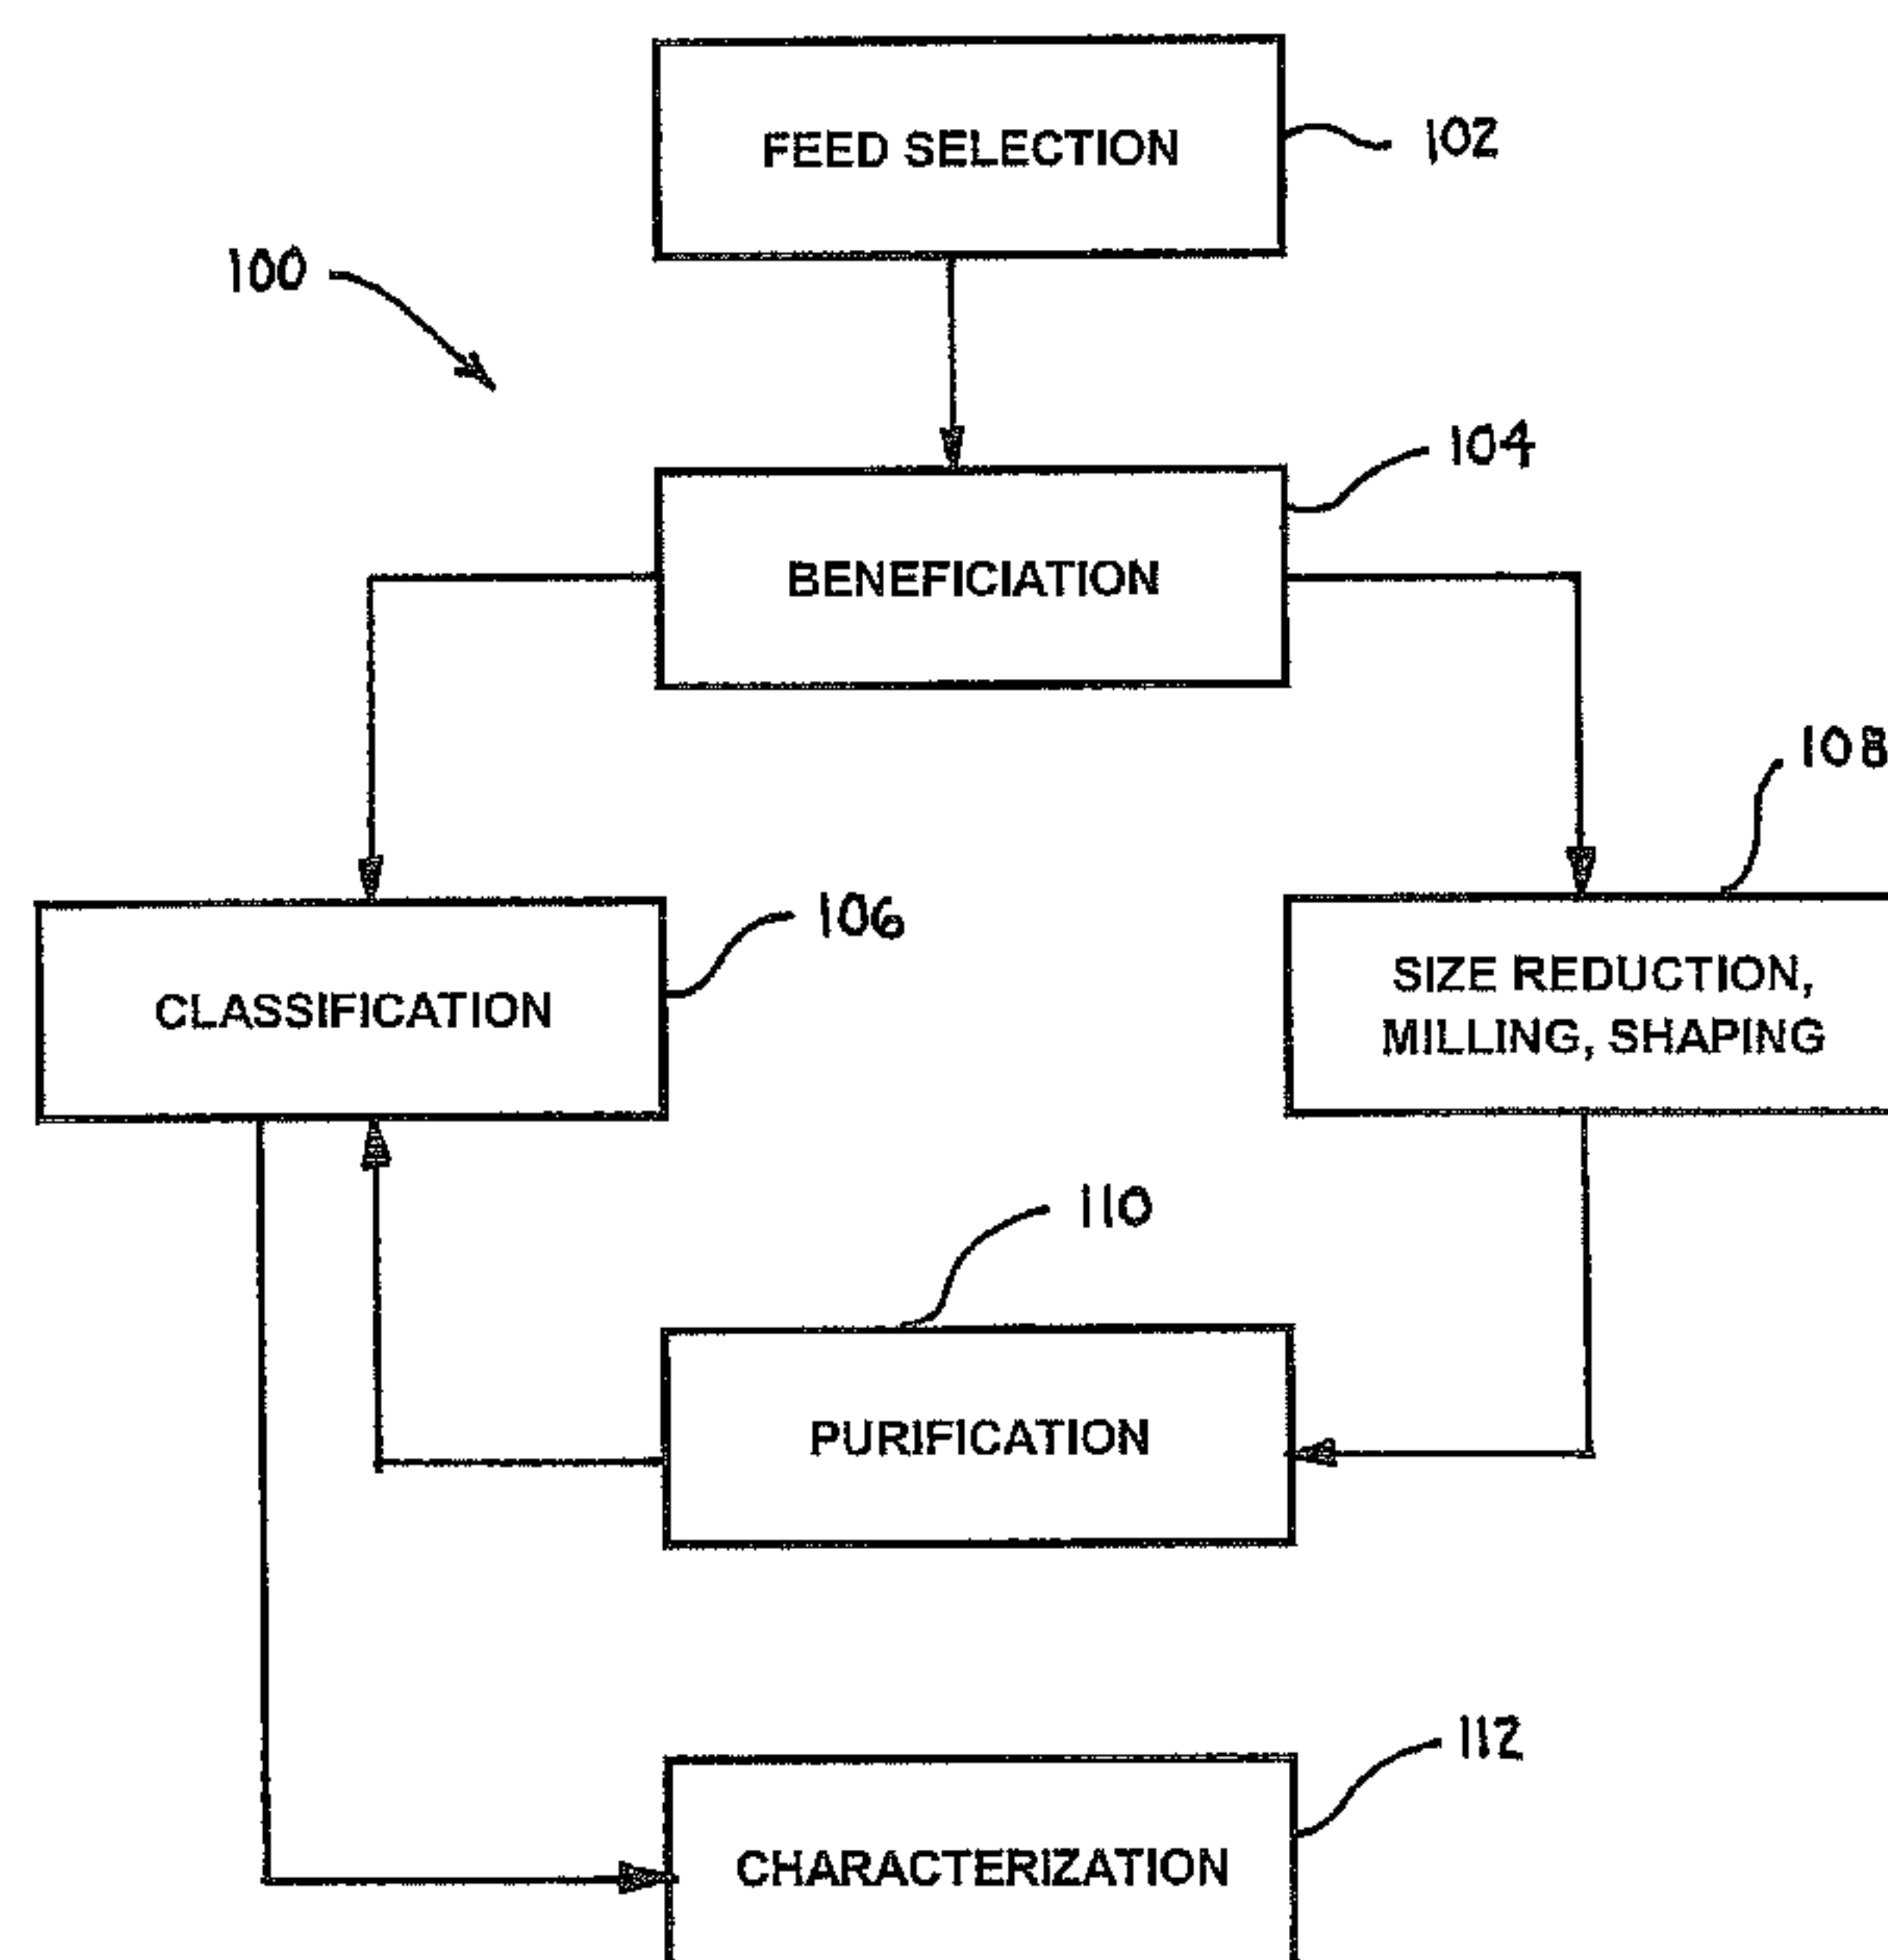 FEED SELECTION
102
100
104
BENEFICIATION
108
106
CLASSIFICATION
SIZE REDUCTION,
MILLING, SHAPING
110
PURIFICATION
112
CHARACTERIZATION